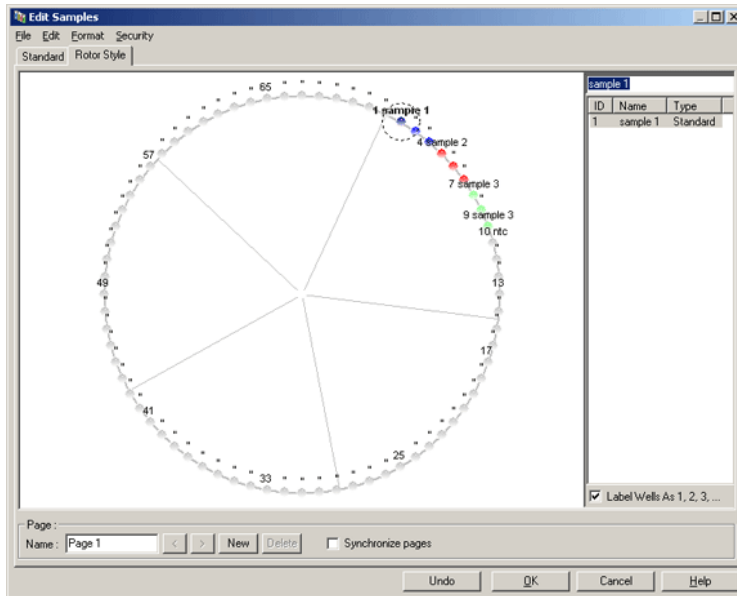 Edit Samples
File Edit Format Security
Standard Rotor Style
65
1 sample 1
4 sample 2
57
7 sample 3
9 sample 3
10 ntc
49
13
17
41
25
33
sample 1
ID Name Type
1 sample 1 Standard
Label Wells As 1, 2, 3, ...
Page :
Name : Page 1 < > New Delete Synchronize pages
Undo OK Cancel Help